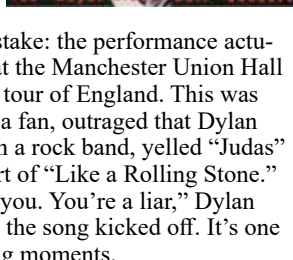 stake: the performance actu-
at the Manchester Union Hall
tour of England. This was
a fan, outraged that Dylan
n a rock band, yelled “Judas”
rt of “Like a Rolling Stone.”
you. You’re a liar,” Dylan
the song kicked off. It’s one
g moments.